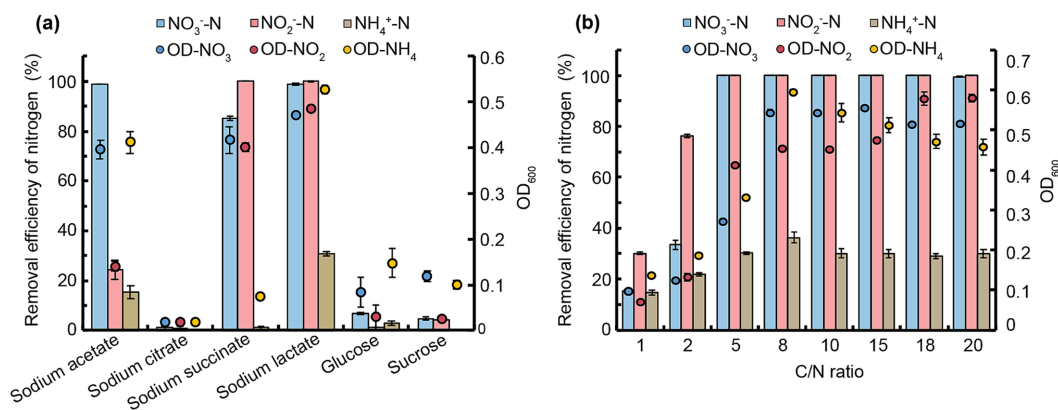 (a)
NO₃⁻-N NO₂⁻-N NH₄⁺-N
OD-NO₃ OD-NO₂ OD-NH₄
Removal efficiency of nitrogen (%)
100
80
60
40
20
0
0.6
0.5
0.4
0.3
0.2
0.1
0
OD₆₀₀
Sodium acetate
Sodium citrate
Sodium succinate
Sodium lactate
Glucose
Sucrose
(b)
NO₃⁻-N NO₂⁻-N NH₄⁺-N
OD-NO₃ OD-NO₂ OD-NH₄
Removal efficiency of nitrogen (%)
100
80
60
40
20
0
0.7
0.6
0.5
0.4
0.3
0.2
0.1
0
OD₆₀₀
1 2 5 8 10 15 18 20
C/N ratio